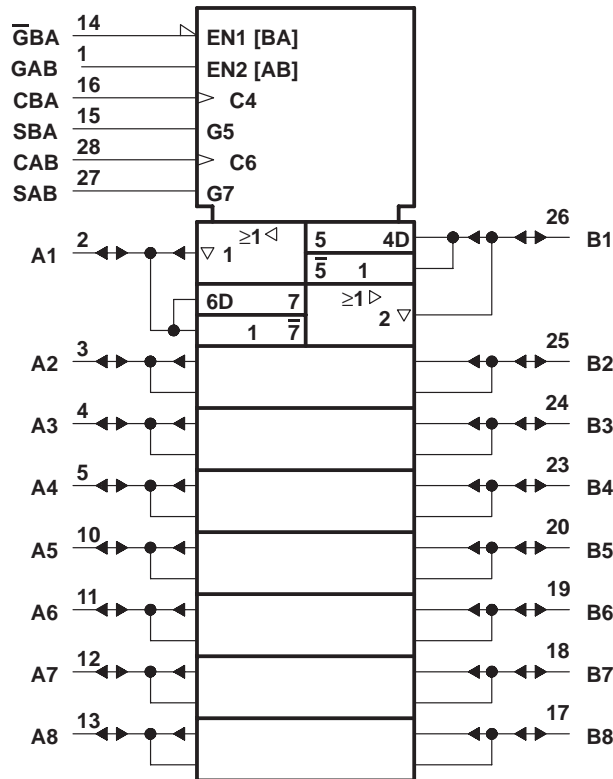 G̅BA 14 EN1 [BA]
GAB 1 EN2 [AB]
CBA 16 C4
SBA 15 G5
CAB 28 C6
SAB 27 G7
A1 2 ▽ 1 ≥1 ◁ 5 4D 26 B1
5̅ 1
6D 7 ≥1 ▷
1 7̅ 2 ▽
A2 3 25 B2
A3 4 24 B3
A4 5 23 B4
A5 10 20 B5
A6 11 19 B6
A7 12 18 B7
A8 13 17 B8